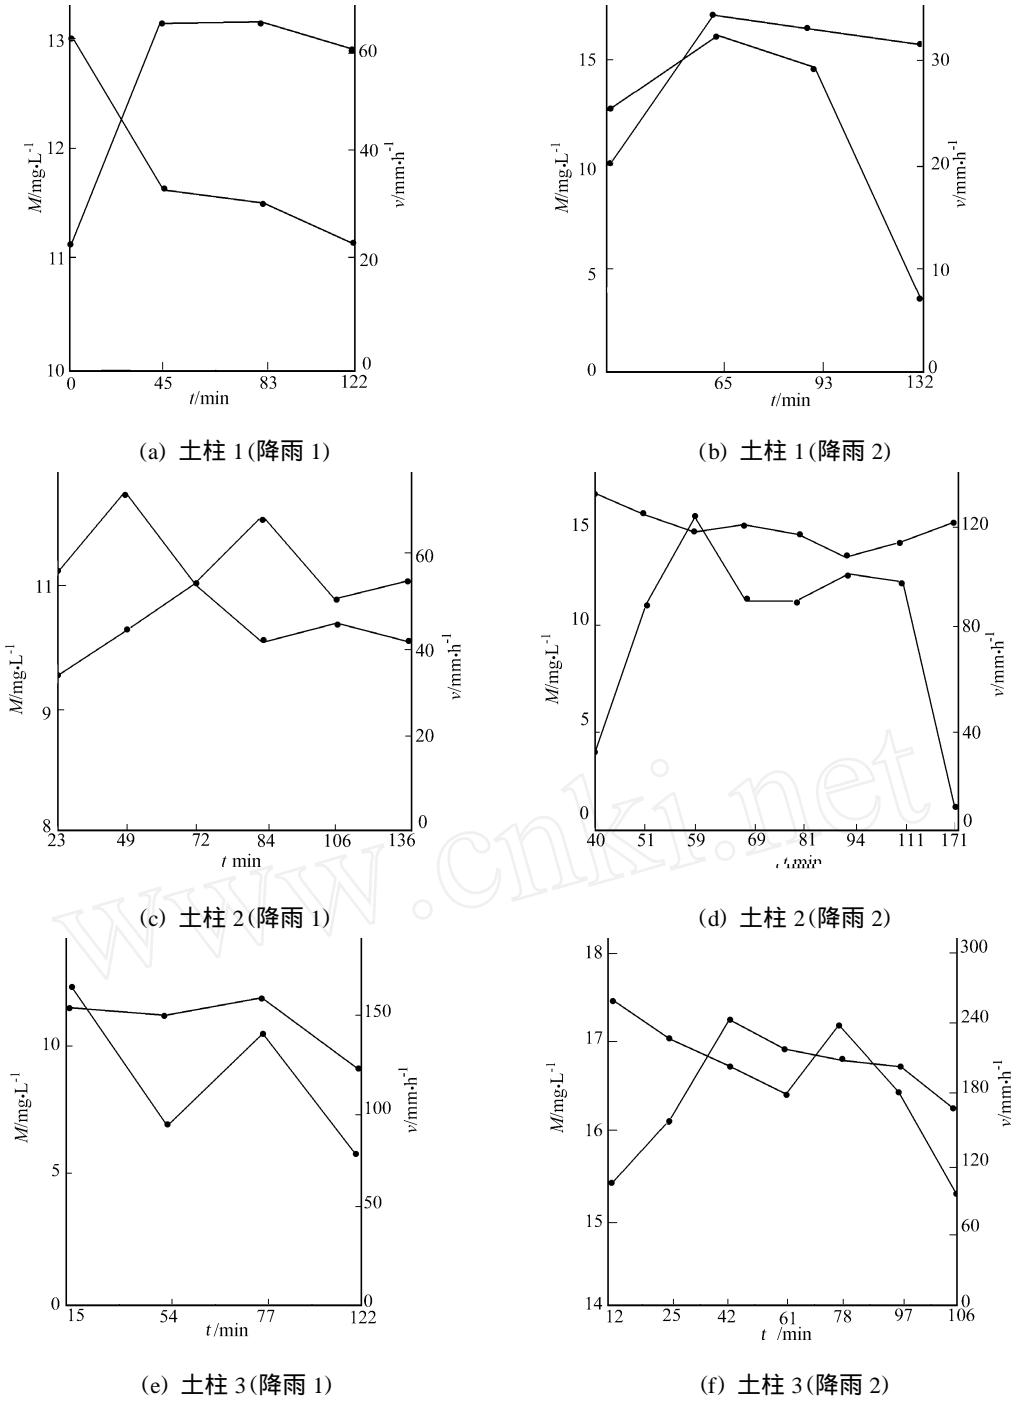 13
12
11
10
M/mg•L-1
60
40
20
0
v/mm•h-1
0 45 83 122
t/min
(a) 土柱 1(降雨 1)
15
10
5
0
M/mg•L-1
30
20
10
0
v/mm•h-1
65 93 132
t/min
(b) 土柱 1(降雨 2)
11
9
8
M/mg•L-1
60
40
20
0
v/mm•h-1
23 49 72 84 106 136
t min
(c) 土柱 2(降雨 1)
15
10
5
0
M/mg•L-1
120
80
40
0
v/mm•h-1
40 51 59 69 81 94 111 171
t/min
(d) 土柱 2(降雨 2)
10
5
0
M/mg•L-1
150
100
50
0
v/mm•h-1
15 54 77 122
t/min
(e) 土柱 3(降雨 1)
18
17
16
15
14
M/mg•L-1
300
240
180
120
60
0
v/mm•h-1
12 25 42 61 78 97 106
t /min
(f) 土柱 3(降雨 2)
www.cnki.net